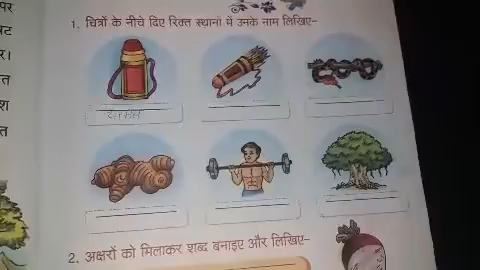 1. चित्रों के नीचे दिए रिक्त स्थानों में उनके नाम लिखिए–
2. अक्षरों को मिलाकर शब्द बनाइए और लिखिए–